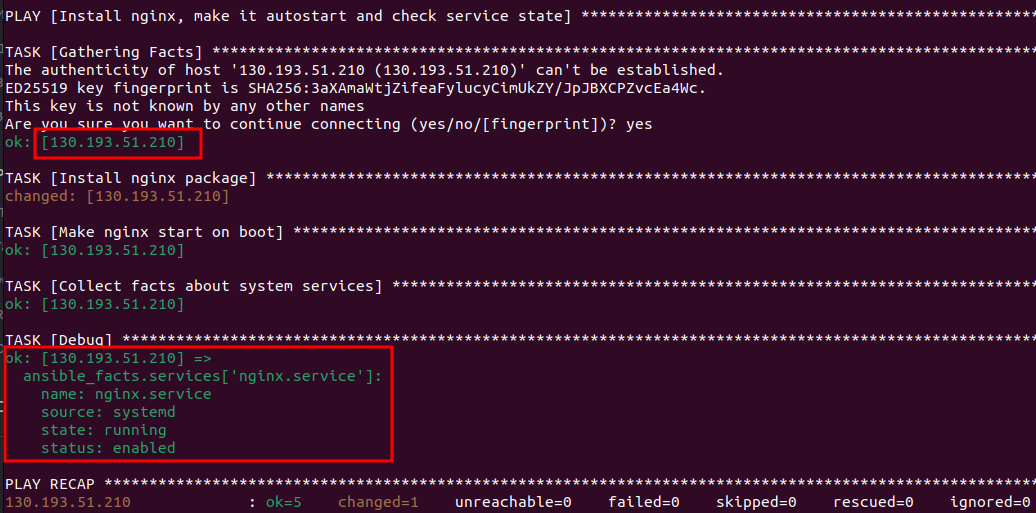 PLAY [Install nginx, make it autostart and check service state] ***************************************************
TASK [Gathering Facts] ********************************************************************************************
The authenticity of host '130.193.51.210 (130.193.51.210)' can't be established.
ED25519 key fingerprint is SHA256:3aXAmaWtjZifeaFylucyCimUkZY/JpJBXCPZvcEa4Wc.
This key is not known by any other names
Are you sure you want to continue connecting (yes/no/[fingerprint])? yes
ok: [130.193.51.210]
TASK [Install nginx package] **************************************************************************************
changed: [130.193.51.210]
TASK [Make nginx start on boot] ***********************************************************************************
ok: [130.193.51.210]
TASK [Collect facts about system services] ************************************************************************
ok: [130.193.51.210]
TASK [Debug] ******************************************************************************************************
ok: [130.193.51.210] =>
ansible_facts.services['nginx.service']:
name: nginx.service
source: systemd
state: running
status: enabled
PLAY RECAP ********************************************************************************************************
130.193.51.210 : ok=5 changed=1 unreachable=0 failed=0 skipped=0 rescued=0 ignored=0